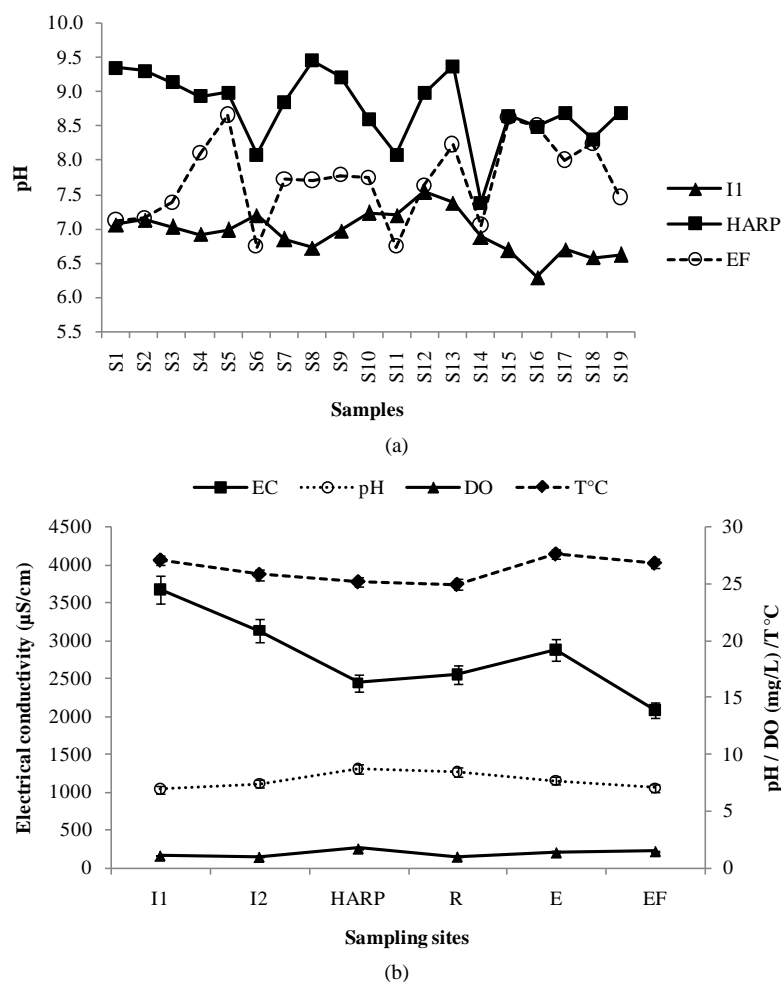 10.0
9.5
9.0
8.5
8.0
7.5
7.0
6.5
6.0
5.5
pH
I1
HARP
EF
S1 S2 S3 S4 S5 S6 S7 S8 S9 S10 S11 S12 S13 S14 S15 S16 S17 S18 S19
Samples
(a)
EC pH DO T°C
4500
4000
3500
3000
2500
2000
1500
1000
500
0
Electrical conductivity (µS/cm)
30
25
20
15
10
5
0
pH / DO (mg/L) /T°C
I1 I2 HARP R E EF
Sampling sites
(b)